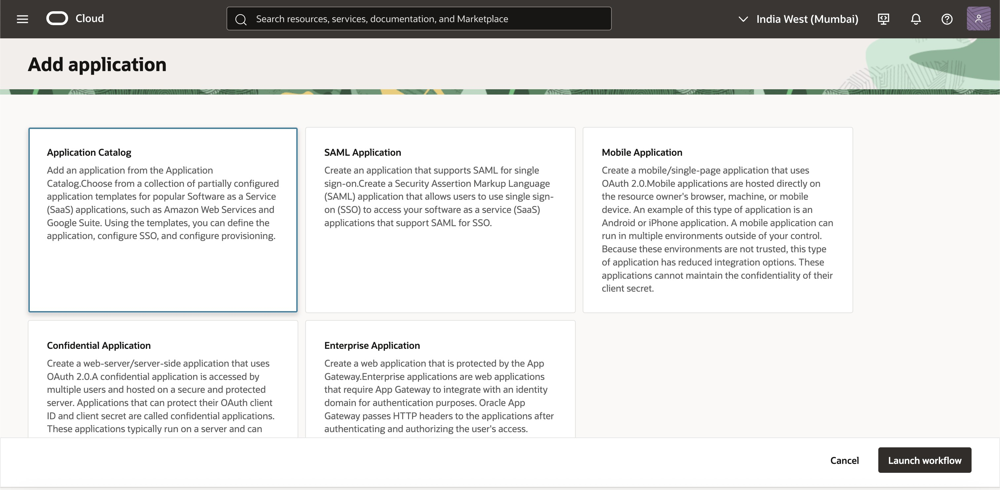 Cloud
Search resources, services, documentation, and Marketplace
India West (Mumbai)
Add application
Application Catalog
Add an application from the Application
Catalog.Choose from a collection of partially configured
application templates for popular Software as a Service
(SaaS) applications, such as Amazon Web Services and
Google Suite. Using the templates, you can define the
application, configure SSO, and configure provisioning.
SAML Application
Create an application that supports SAML for single
sign-on.Create a Security Assertion Markup Language
(SAML) application that allows users to use single sign-
on (SSO) to access your software as a service (SaaS)
applications that support SAML for SSO.
Mobile Application
Create a mobile/single-page application that uses
OAuth 2.0.Mobile applications are hosted directly on
the resource owner's browser, machine, or mobile
device. An example of this type of application is an
Android or iPhone application. A mobile application can
run in multiple environments outside of your control.
Because these environments are not trusted, this type
of application has reduced integration options. These
applications cannot maintain the confidentiality of their
client secret.
Confidential Application
Create a web-server/server-side application that uses
OAuth 2.0.A confidential application is accessed by
multiple users and hosted on a secure and protected
server. Applications that can protect their OAuth client
ID and client secret are called confidential applications.
These applications typically run on a server and can
Enterprise Application
Create a web application that is protected by the App
Gateway.Enterprise applications are web applications
that require App Gateway to integrate with an identity
domain for authentication purposes. Oracle App
Gateway passes HTTP headers to the applications after
authenticating and authorizing the user's access.
Cancel
Launch workflow